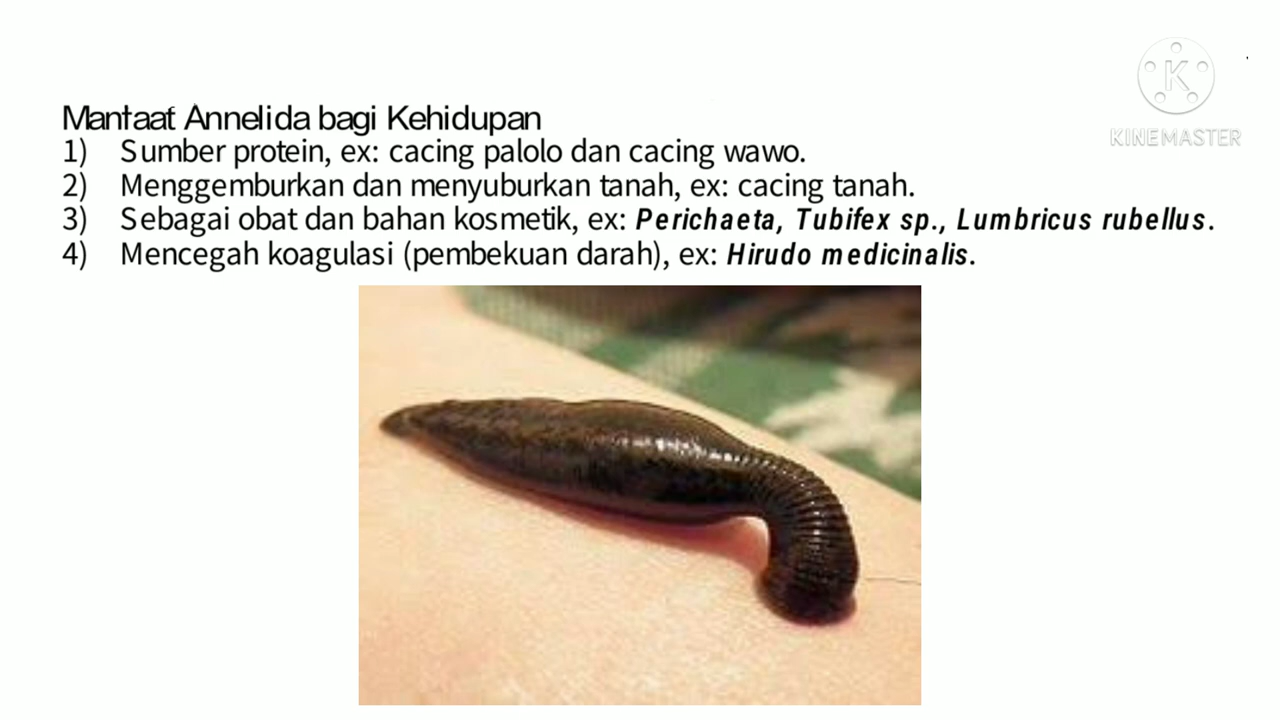 Manfaat Annelida bagi Kehidupan
1) Sumber protein, ex: cacing palolo dan cacing wawo.
2) Menggemburkan dan menyuburkan tanah, ex: cacing tanah.
3) Sebagai obat dan bahan kosmetik, ex: Perichaeta, Tubifex sp., Lumbricus rubellus.
4) Mencegah koagulasi (pembekuan darah), ex: Hirudo medicinalis.
K
KINEMASTER